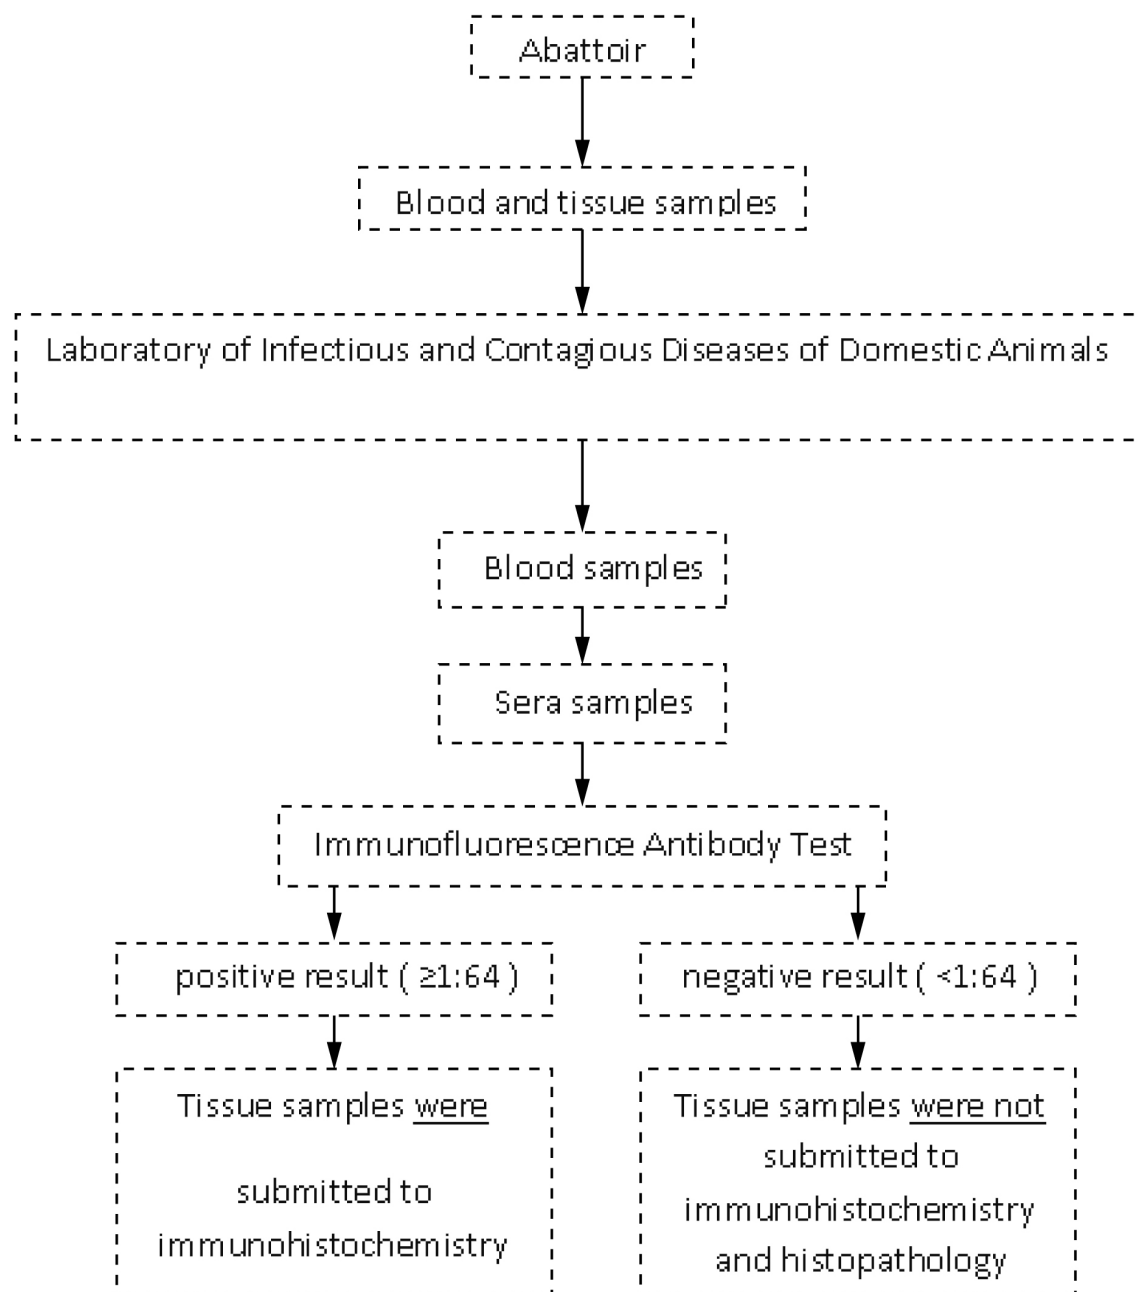 Abattoir
Blood and tissue samples
Laboratory of Infectious and Contagious Diseases of Domestic Animals
Blood samples
Sera samples
Immunofluorescence Antibody Test
positive result ( ≥1:64 )
negative result ( <1:64 )
Tissue samples were
submitted to
immunohistochemistry
Tissue samples were not
submitted to
immunohistochemistry
and histopathology